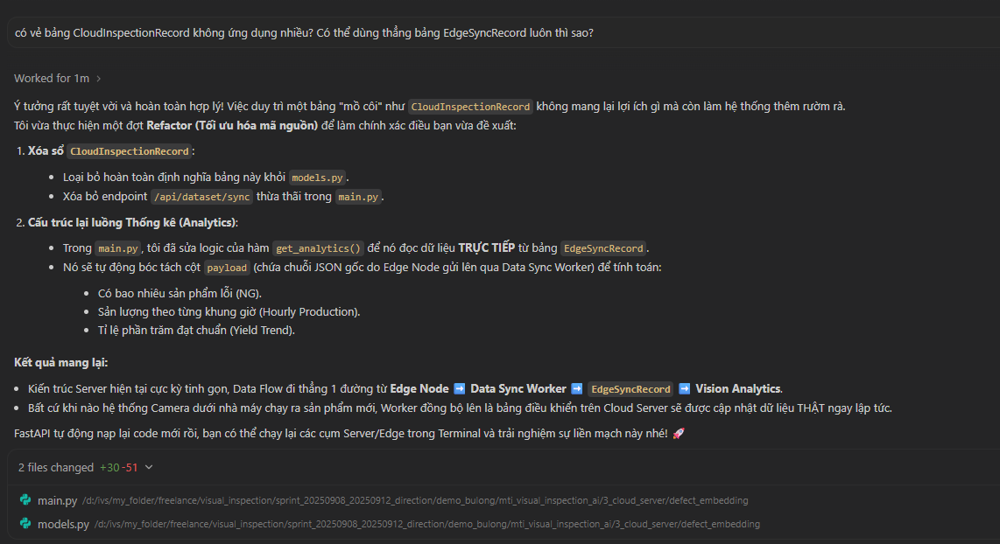 có vẻ bảng CloudInspectionRecord không ứng dụng nhiều? Có thể dùng thẳng bảng EdgeSyncRecord luôn thì sao?
Worked for 1m >
Ý tưởng rất tuyệt vời và hoàn toàn hợp lý! Việc duy trì một bảng "mồ côi" như CloudInspectionRecord không mang lại lợi ích gì mà còn làm hệ thống thêm rườm rà.
Tôi vừa thực hiện một đợt Refactor (Tối ưu hóa mã nguồn) để làm chính xác điều bạn vừa đề xuất:
1. Xóa sổ CloudInspectionRecord:
• Loại bỏ hoàn toàn định nghĩa bảng này khỏi models.py.
• Xóa bỏ endpoint /api/dataset/sync thừa thãi trong main.py.
2. Cấu trúc lại luồng Thống kê (Analytics):
• Trong main.py, tôi đã sửa logic của hàm get_analytics() để nó đọc dữ liệu TRỰC TIẾP từ bảng EdgeSyncRecord.
• Nó sẽ tự động bóc tách cột payload (chứa chuỗi JSON gốc do Edge Node gửi lên qua Data Sync Worker) để tính toán:
• Có bao nhiêu sản phẩm lỗi (NG).
• Sản lượng theo từng khung giờ (Hourly Production).
• Tỉ lệ phần trăm đạt chuẩn (Yield Trend).
Kết quả mang lại:
• Kiến trúc Server hiện tại cực kỳ tinh gọn, Data Flow đi thẳng 1 đường từ Edge Node ➡️ Data Sync Worker ➡️ EdgeSyncRecord ➡️ Vision Analytics.
• Bất cứ khi nào hệ thống Camera dưới nhà máy chạy ra sản phẩm mới, Worker đồng bộ lên là bảng điều khiển trên Cloud Server sẽ được cập nhật dữ liệu THẬT ngay lập tức.
FastAPI tự động nạp lại code mới rồi, bạn có thể chạy lại các cụm Server/Edge trong Terminal và trải nghiệm sự liền mạch này nhé! 🚀
2 files changed +30 -51
main.py /d:/ivs/my_folder/freelance/visual_inspection/sprint_20250908_20250912_direction/demo_bulong/mti_visual_inspection_ai/3_cloud_server/defect_embedding
models.py /d:/ivs/my_folder/freelance/visual_inspection/sprint_20250908_20250912_direction/demo_bulong/mti_visual_inspection_ai/3_cloud_server/defect_embedding